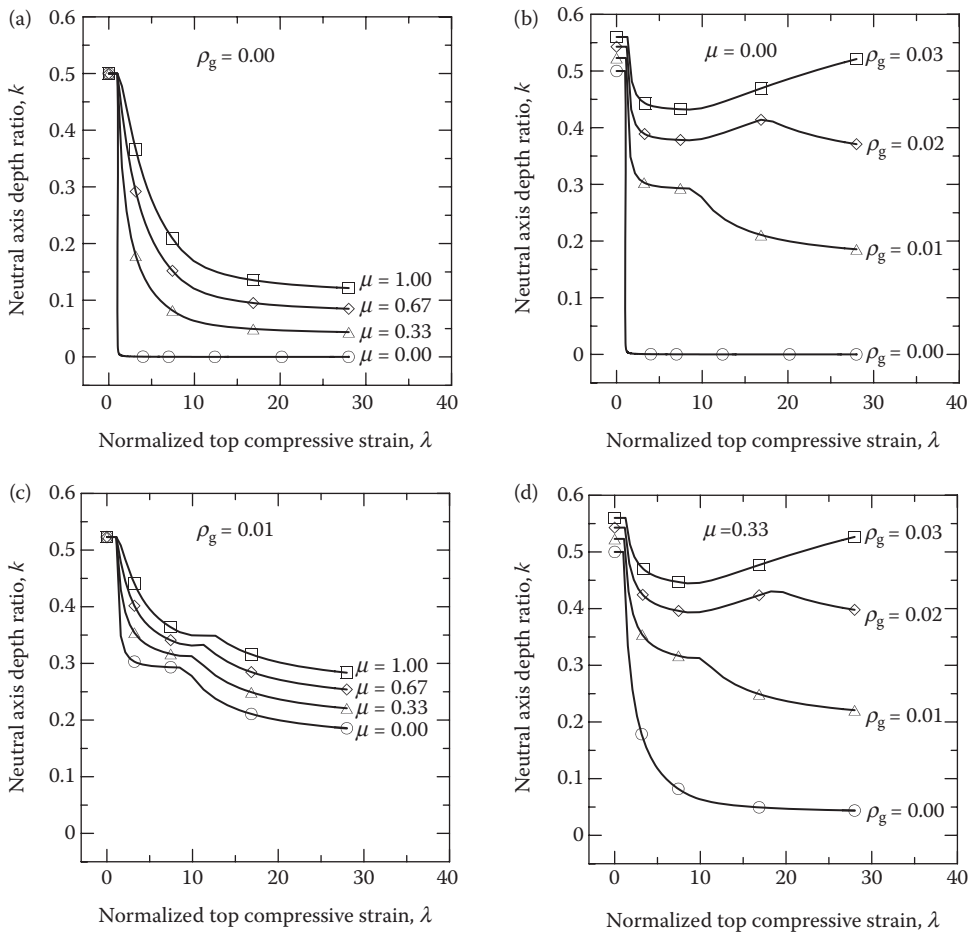 (a)
0.6
0.5
0.4
0.3
0.2
0.1
0
ρg = 0.00
μ = 1.00
μ = 0.67
μ = 0.33
μ = 0.00
0 10 20 30 40
Neutral axis depth ratio, k
Normalized top compressive strain, λ
(b)
0.6
0.5
0.4
0.3
0.2
0.1
0
μ = 0.00
ρg = 0.03
ρg = 0.02
ρg = 0.01
ρg = 0.00
0 10 20 30 40
Neutral axis depth ratio, k
Normalized top compressive strain, λ
(c)
0.6
0.5
0.4
0.3
0.2
0.1
0
ρg = 0.01
μ = 1.00
μ = 0.67
μ = 0.33
μ = 0.00
0 10 20 30 40
Neutral axis depth ratio, k
Normalized top compressive strain, λ
(d)
0.6
0.5
0.4
0.3
0.2
0.1
0
μ = 0.33
ρg = 0.03
ρg = 0.02
ρg = 0.01
ρg = 0.00
0 10 20 30 40
Neutral axis depth ratio, k
Normalized top compressive strain, λ